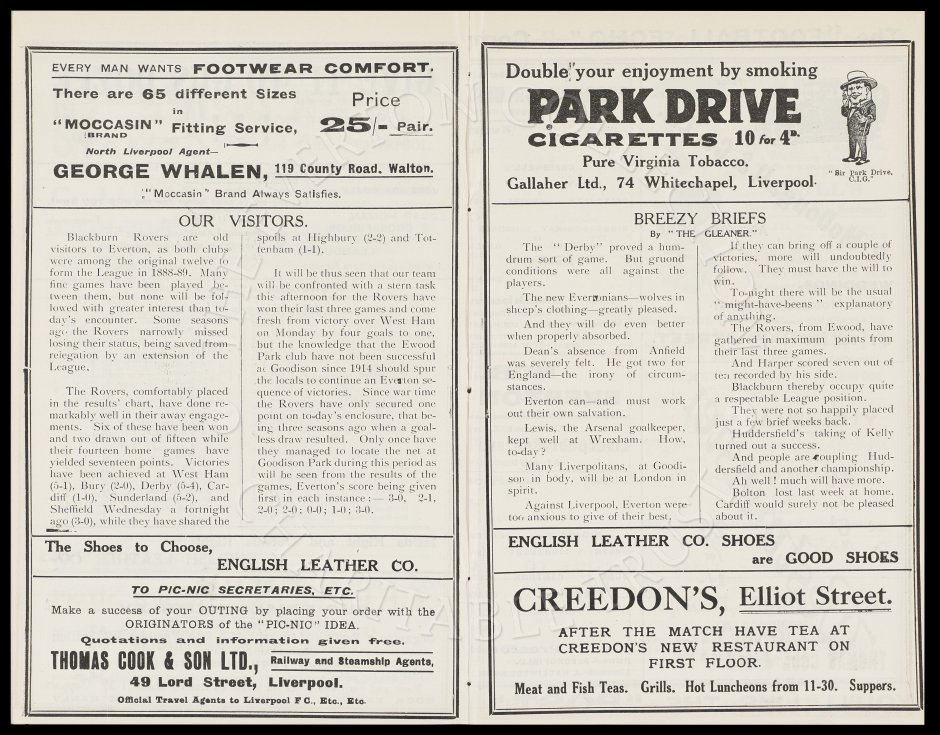 EVERY MAN WANTS FOOTWEAR COMFORT.
There are 65 different Sizes
in
"MOCCASIN" Fitting Service,
BRAND
Price
25/- Pair.
North Liverpool Agent—
GEORGE WHALEN, 119 County Road, Walton.
"Moccasin" Brand Always Satisfies.
OUR VISITORS.
Blackburn Rovers are old
visitors to Everton, as both clubs
were among the original twelve to
form the League in 1888-89. Many
fine games have been played be-
tween them, but none will be fol-
lowed with greater interest than to-
day's encounter. Some seasons
ago the Rovers narrowly missed
losing their status, being saved from
relegation by an extension of the
League.
The Rovers, comfortably placed
in the results' chart, have done re-
markably well in their away engage-
ments. Six of these have been won
and two drawn out of fifteen while
their fourteen home games have
yielded seventeen points. Victories
have been achieved at West Ham
(5-1), Bury (2-0), Derby (5-4), Car-
diff (1-0), Sunderland (5-2), and
Sheffield Wednesday a fortnight
ago (3-0), while they have shared the
spoils at Highbury (2-2) and Tot-
tenham (1-1).
It will be thus seen that our team
will be confronted with a stern task
this afternoon for the Rovers have
won their last three games and come
fresh from victory over West Ham
on Monday by four goals to one,
but the knowledge that the Ewood
Park club have not been successful
at Goodison since 1914 should spur
the locals to continue an Everton se-
quence of victories. Since war time
the Rovers have only secured one
point on to-day's enclosure, that be-
ing three seasons ago when a goal-
less draw resulted. Only once have
they managed to locate the net at
Goodison Park during this period as
will be seen from the results of the
games, Everton's score being given
first in each instance :— 3-0, 2-1,
2-0 ; 2-0 ; 0-0 ; 1-0 ; 3-0.
The Shoes to Choose,
ENGLISH LEATHER CO.
TO PIC-NIC SECRETARIES, ETC.
Make a success of your OUTING by placing your order with the
ORIGINATORS of the "PIC-NIC" IDEA.
Quotations and information given free.
THOMAS COOK & SON LTD., Railway and Steamship Agents,
49 Lord Street, Liverpool.
Official Travel Agents to Liverpool F C., Etc., Etc.
Double your enjoyment by smoking
PARK DRIVE
CIGARETTES 10 for 4D.
Pure Virginia Tobacco.
Gallaher Ltd., 74 Whitechapel, Liverpool.
"Sir Park Drive,
C.I.G."
BREEZY BRIEFS
By "THE GLEANER."
The "Derby" proved a hum-
drum sort of game. But gruond
conditions were all against the
players.
The new Evertonians—wolves in
sheep's clothing—greatly pleased.
And they will do even better
when properly absorbed.
Dean's absence from Anfield
was severely felt. He got two for
England—the irony of circum-
stances.
Everton can—and must work
out their own salvation.
Lewis, the Arsenal goalkeeper,
kept well at Wrexham. How,
to-day ?
Many Liverpolitans, at Goodi-
son in body, will be at London in
spirit.
Against Liverpool, Everton were
too anxious to give of their best.
If they can bring off a couple of
victories, more will undoubtedly
follow. They must have the will to
win.
To-night there will be the usual
"might-have-beens" explanatory
of anything.
The Rovers, from Ewood, have
gathered in maximum points from
their last three games.
And Harper scored seven out of
ten recorded by his side.
Blackburn thereby occupy quite
a respectable League position.
They were not so happily placed
just a few brief weeks back.
Huddersfield's taking of Kelly
turned out a success.
And people are coupling Hud-
dersfield and another championship.
Ah well ! much will have more.
Bolton lost week at home.
Cardiff would surely not be pleased
about it.
ENGLISH LEATHER CO. SHOES
are GOOD SHOES
CREEDON'S, Elliot Street.
AFTER THE MATCH HAVE TEA AT
CREEDON'S NEW RESTAURANT ON
FIRST FLOOR.
Meat and Fish Teas. Grills. Hot Luncheons from 11-30. Suppers.